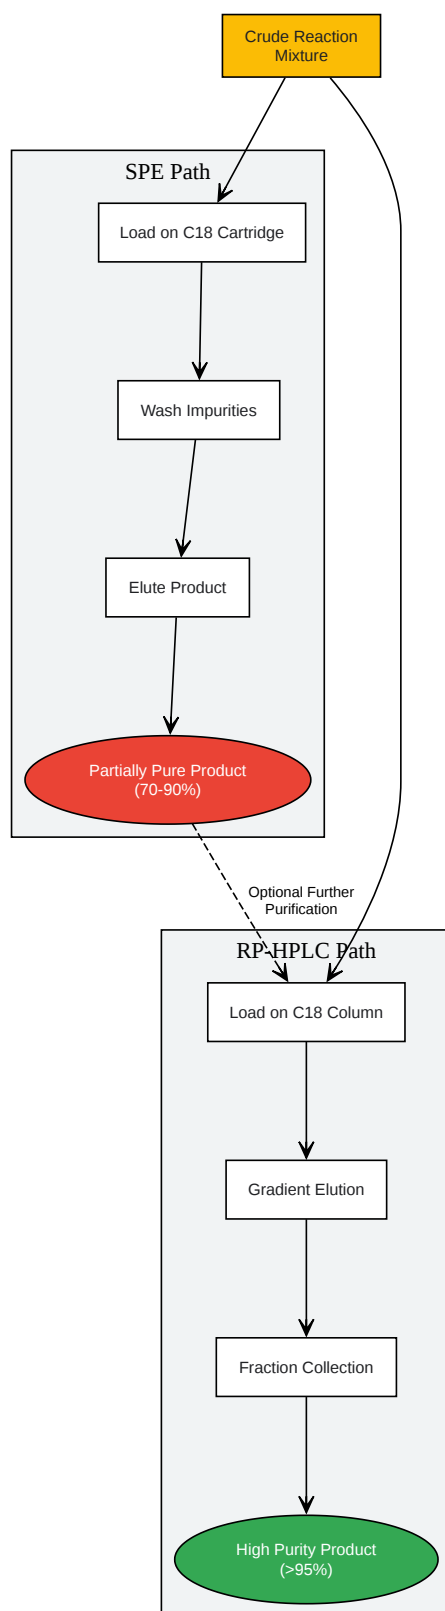 Crude Reaction
Mixture
SPE Path
Load on C18 Cartridge
Wash Impurities
Elute Product
Partially Pure Product
(70-90%)
Optional Further
Purification
RP-HPLC Path
Load on C18 Column
Gradient Elution
Fraction Collection
High Purity Product
(>95%)